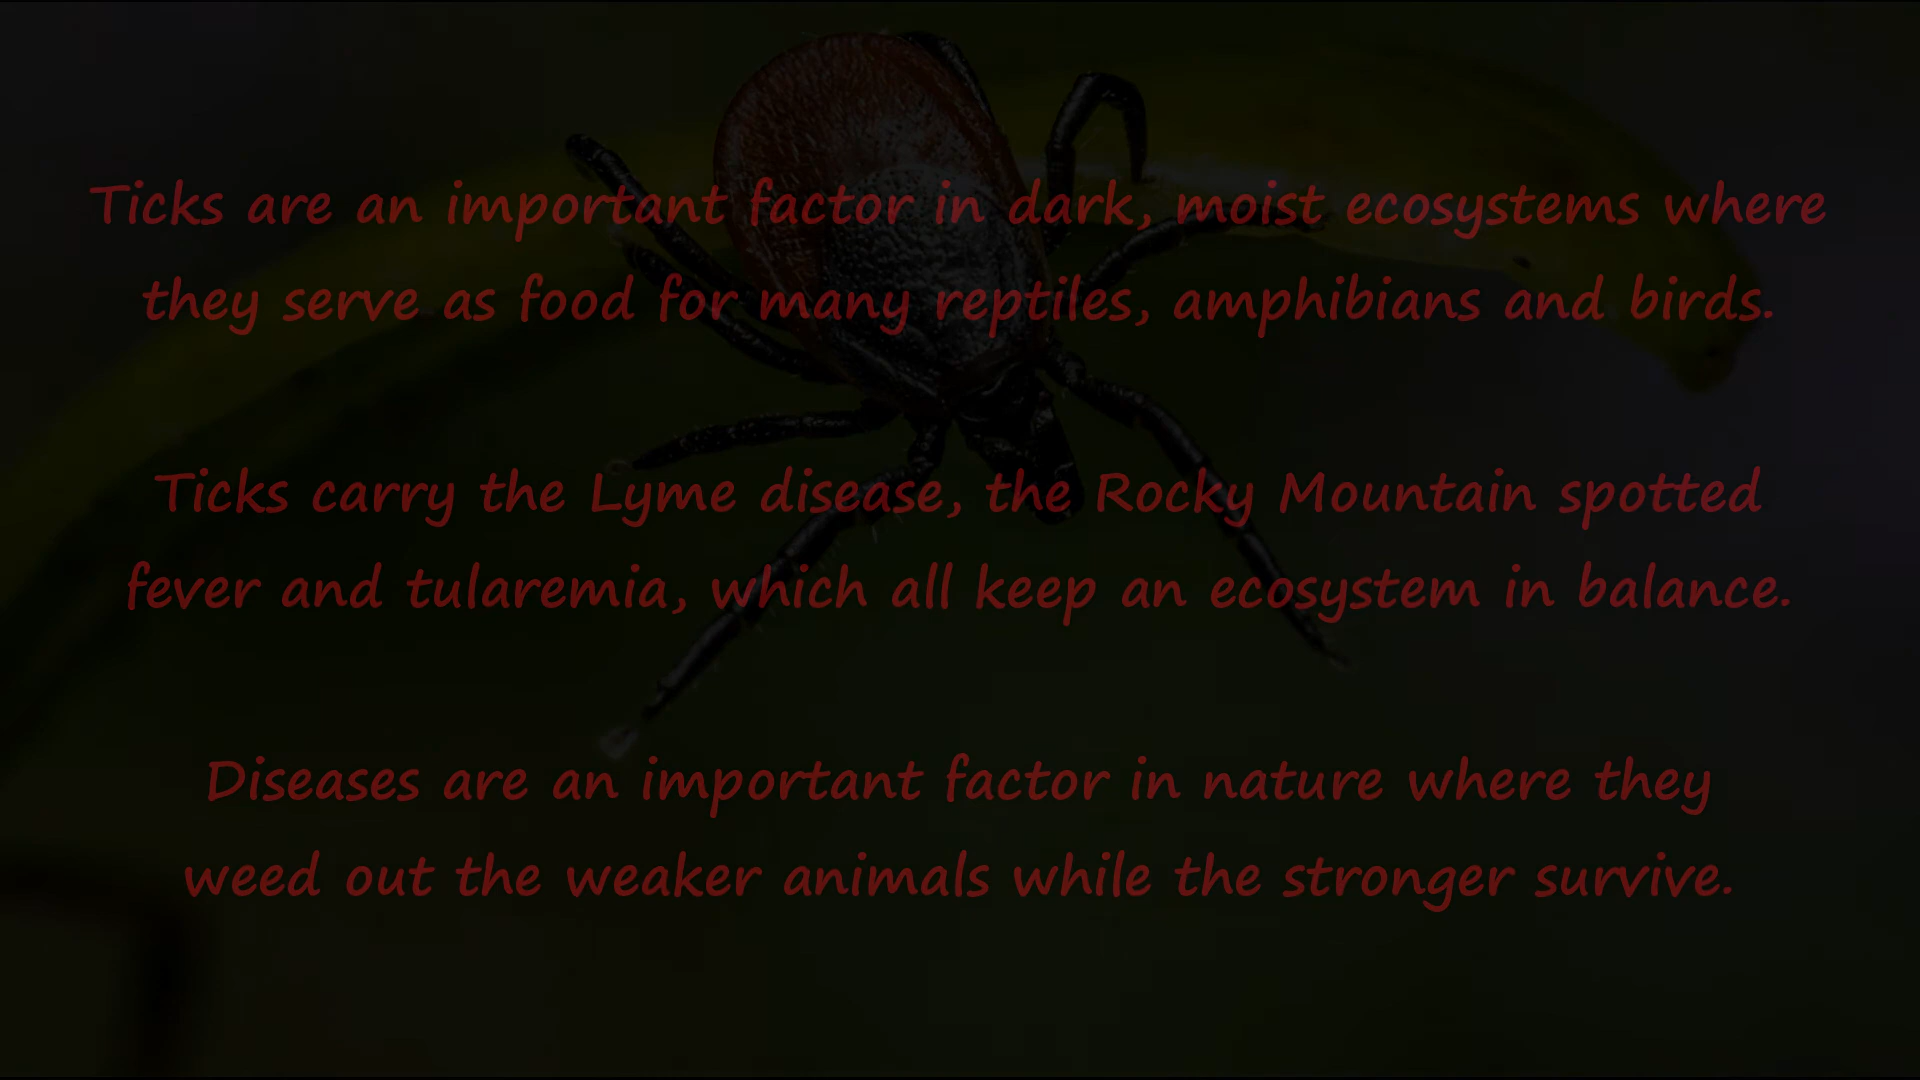 Ticks are an important factor in dark, moist ecosystems where
they serve as food for many reptiles, amphibians and birds.
Ticks carry the Lyme disease, the Rocky Mountain spotted
fever and tularemia, which all keep an ecosystem in balance.
Diseases are an important factor in nature where they
weed out the weaker animals while the stronger survive.